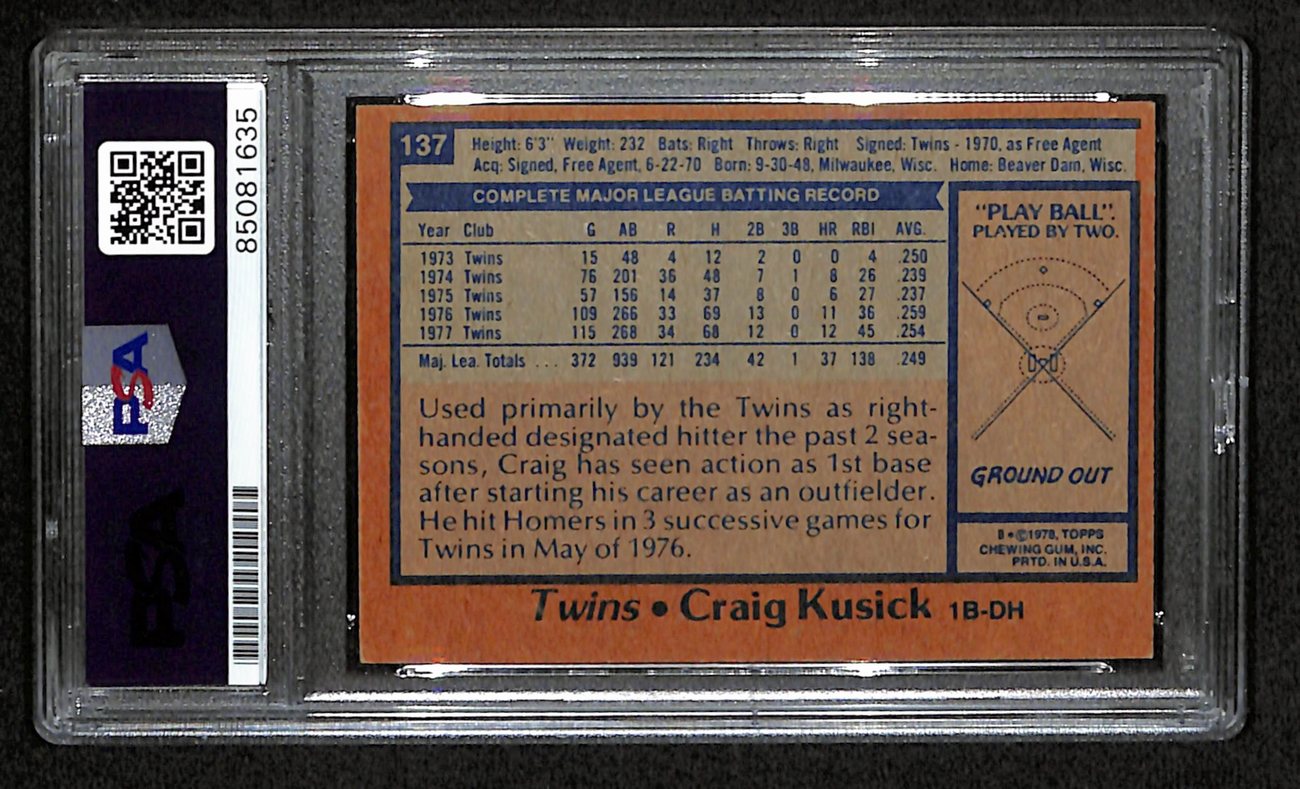 85081635
PSA
PSA
137
Height: 6'3" Weight: 232 Bats: Right Throws: Right Signed: Twins - 1970, as Free Agent
Acq: Signed, Free Agent, 6-22-70 Born: 9-30-48, Milwaukee, Wisc. Home: Beaver Dam, Wisc.
COMPLETE MAJOR LEAGUE BATTING RECORD
Year Club G AB R H 2B 3B HR RBI AVG.
1973 Twins 15 48 4 12 2 0 0 4 .250
1974 Twins 76 201 36 48 7 1 8 26 .239
1975 Twins 57 156 14 37 8 0 6 27 .237
1976 Twins 109 266 33 69 13 0 11 36 .259
1977 Twins 115 268 34 68 12 0 12 45 .254
Maj. Lea. Totals ... 372 939 121 234 42 1 37 138 .249
Used primarily by the Twins as right-
handed designated hitter the past 2 sea-
sons, Craig has seen action as 1st base
after starting his career as an outfielder.
He hit Homers in 3 successive games for
Twins in May of 1976.
"PLAY BALL".
PLAYED BY TWO.
GROUND OUT
B • ©1978, TOPPS
CHEWING GUM, INC.
PRTD. IN U.S.A.
Twins • Craig Kusick 1B-DH